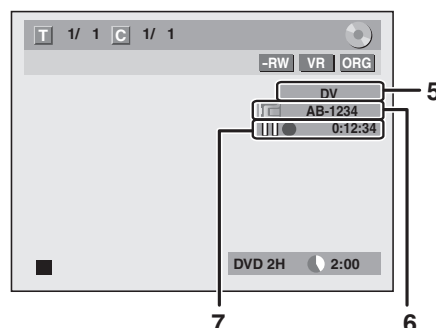 T 1/ 1 C 1/ 1
-RW VR ORG
DV
5
AB-1234
0:12:34
DVD 2H 2:00
7 6